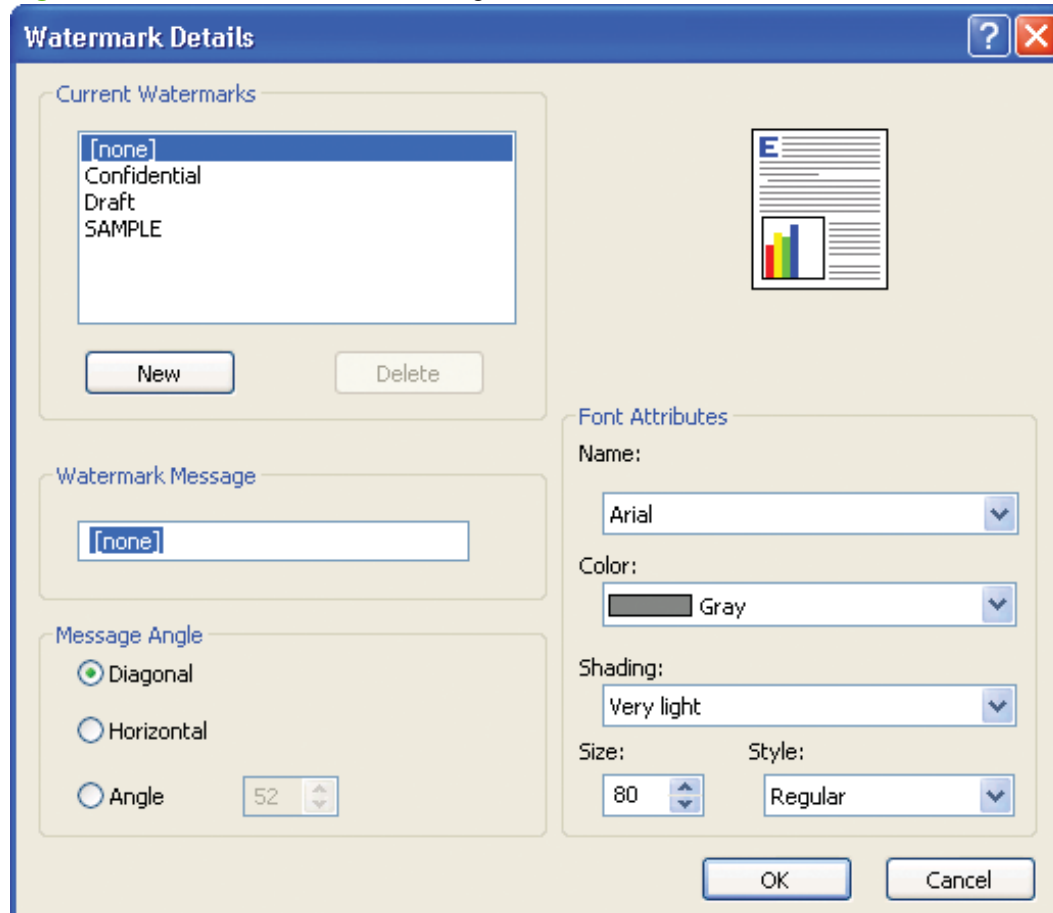 Watermark Details
Current Watermarks
[none]
Confidential
Draft
SAMPLE
New
Delete
Watermark Message
[none]
Message Angle
Diagonal
Horizontal
Angle
52
E
Font Attributes
Name:
Arial
Color:
Gray
Shading:
Very light
Size:
Style:
80
Regular
OK
Cancel